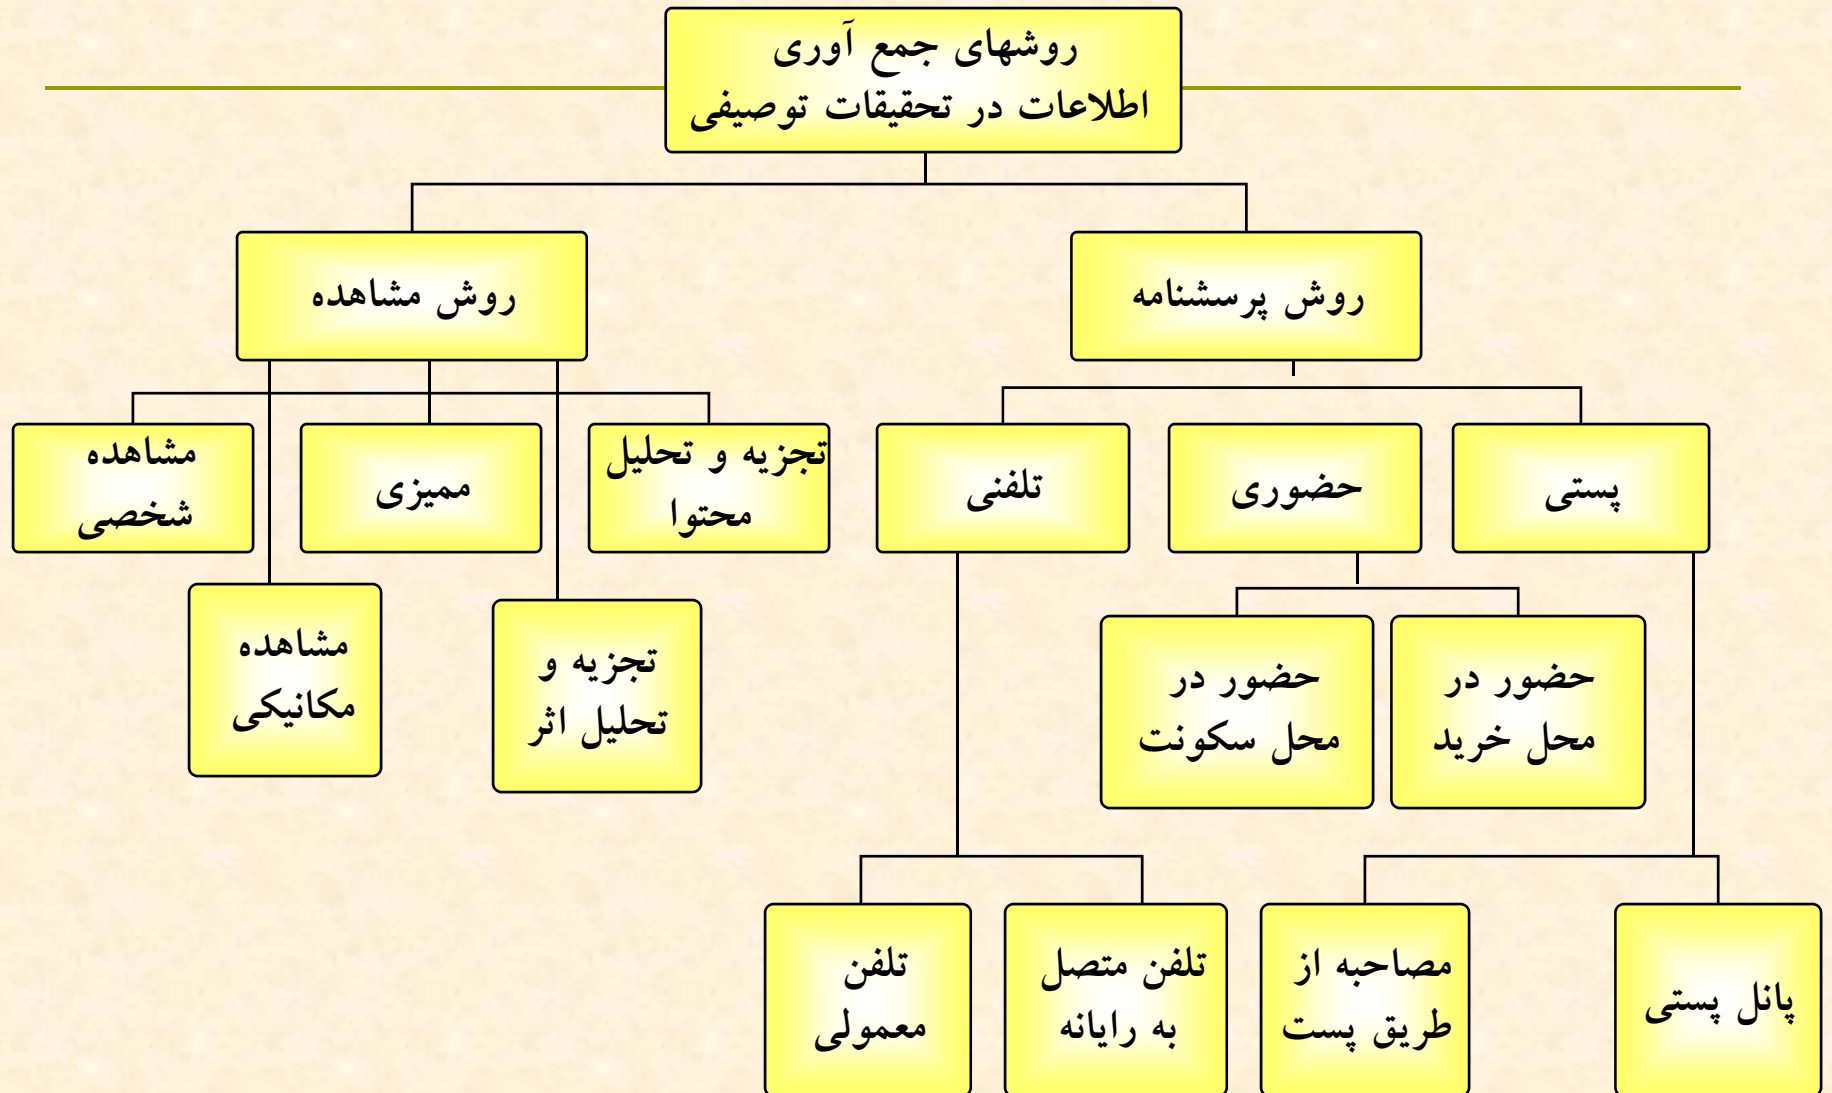 روشهای جمع آوری
اطلاعات در تحقیقات توصیفی
روش پرسشنامه
روش مشاهده
پستی
حضوری
تلفنی
تجزیه و تحلیل
محتوا
ممیزی
مشاهده
شخصی
حضور در
محل خرید
حضور در
محل سکونت
تجزیه و
تحلیل اثر
مشاهده
مکانیکی
پانل پستی
مصاحبه از
طریق پست
تلفن متصل
به رایانه
تلفن
معمولی